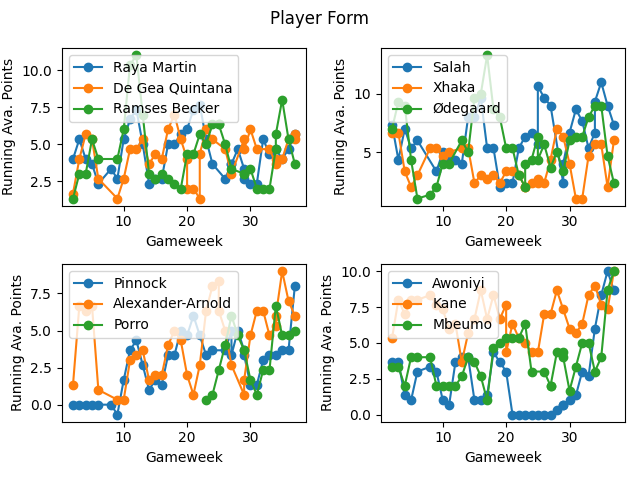 Player Form
Running Ava. Points
10.0
7.5
5.0
2.5
10
20
30
Gameweek
Raya Martin
De Gea Quintana
Ramses Becker
Running Ava. Points
10
5
10
20
30
Gameweek
Salah
Xhaka
Ødegaard
Running Ava. Points
7.5
5.0
2.5
0.0
10
20
30
Gameweek
Pinnock
Alexander-Arnold
Porro
Running Ava. Points
10.0
7.5
5.0
2.5
0.0
10
20
30
Gameweek
Awoniyi
Kane
Mbeumo